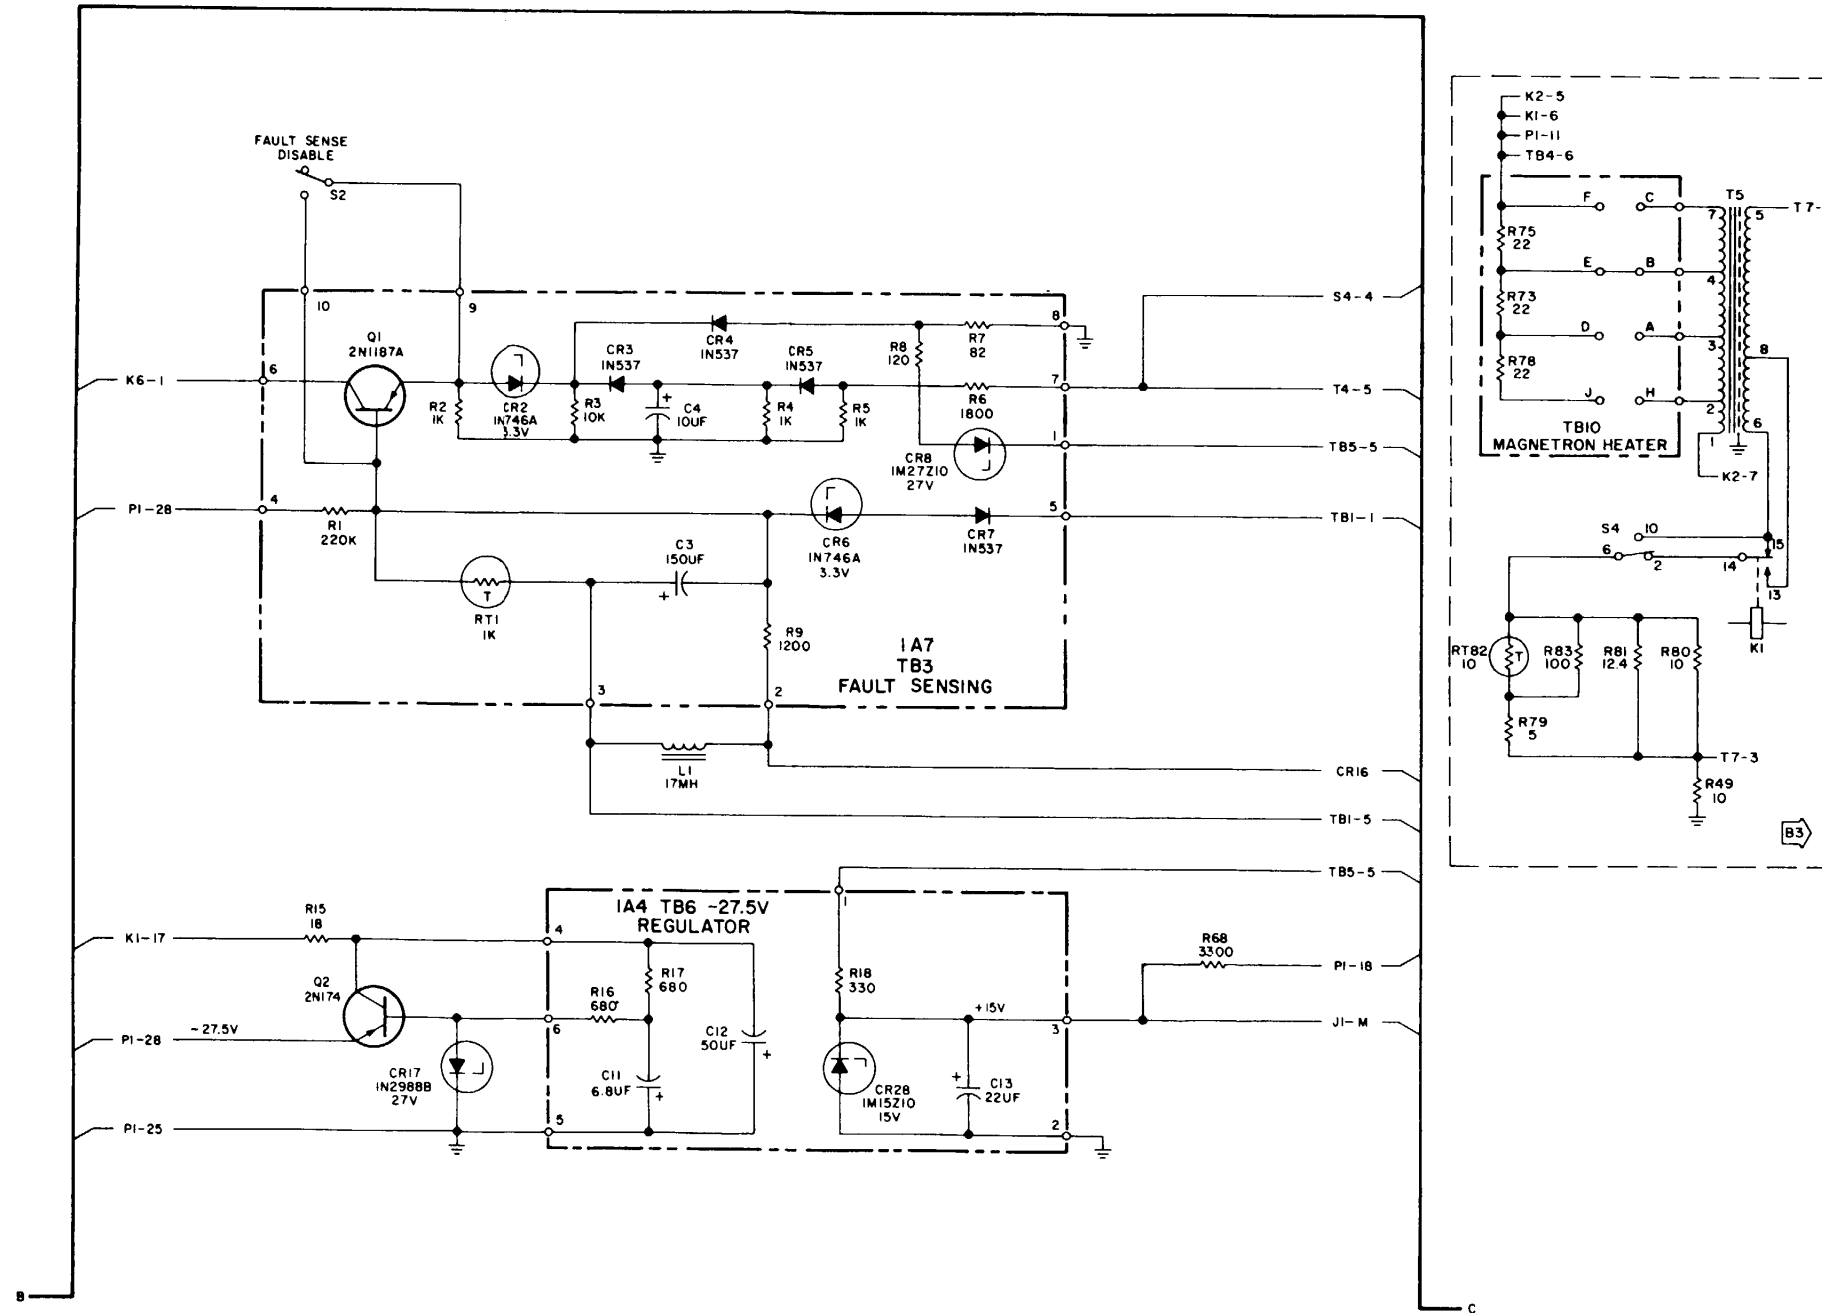 FAULT SENSE
DISABLE
S2
10
9
Q1
2N1187A
K6-1
6
R2
1K
CR2
1N746A
3.3V
R3
10K
CR3
1N537
CR4
1N537
C4
10UF
+
R4
1K
CR5
1N537
R5
1K
R8
120
R7
82
8
R6
1800
7
CR8
1M27Z10
27V
1
S4-4
T4-5
TB5-5
TB1-1
P1-28
4
R1
220K
CR6
1N746A
3.3V
CR7
1N537
5
C3
150UF
+
T
RT1
1K
R9
1200
1A7
TB3
FAULT SENSING
3
2
L1
17MH
CR16
TB1-5
TB5-5
1A4 TB6 -27.5V
REGULATOR
1
K1-17
R15
18
4
Q2
2N174
R17
680
R16
680
6
-27.5V
P1-28
CR17
1N2988B
27V
C12
50UF
+
C11
6.8UF
+
P1-25
5
R18
330
+15V
3
CR28
1M15Z10
15V
+
C13
22UF
2
R68
3300
P1-18
J1-M
K2-5
K1-6
P1-11
TB4-6
F
C
7
T5
5
T7-
R75
22
E
B
4
R73
22
D
A
3
8
R78
22
J
H
2
TB10
MAGNETRON HEATER
1
6
K2-7
S4
10
6
2
14
15
13
K1
RT82
10
T
R83
100
R81
12.4
R80
10
R79
5
T7-3
R49
10
B3
B
C